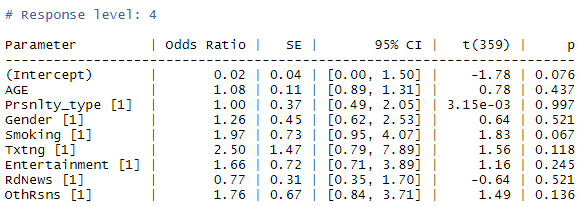 # Response level: 4
Parameter | Odds Ratio | SE | 95% CI | t(359) | p
---------------------------------------------------------------------------
(Intercept) | 0.02 | 0.04 | [0.00, 1.50] | -1.78 | 0.076
AGE | 1.08 | 0.11 | [0.89, 1.31] | 0.78 | 0.437
Prsnlty_type [1] | 1.00 | 0.37 | [0.49, 2.05] | 3.15e-03 | 0.997
Gender [1] | 1.26 | 0.45 | [0.62, 2.53] | 0.64 | 0.521
Smoking [1] | 1.97 | 0.73 | [0.95, 4.07] | 1.83 | 0.067
Txtng [1] | 2.50 | 1.47 | [0.79, 7.89] | 1.56 | 0.118
Entertainment [1] | 1.66 | 0.72 | [0.71, 3.89] | 1.16 | 0.245
RdNews [1] | 0.77 | 0.31 | [0.35, 1.70] | -0.64 | 0.521
OthRsns [1] | 1.76 | 0.67 | [0.84, 3.71] | 1.49 | 0.136